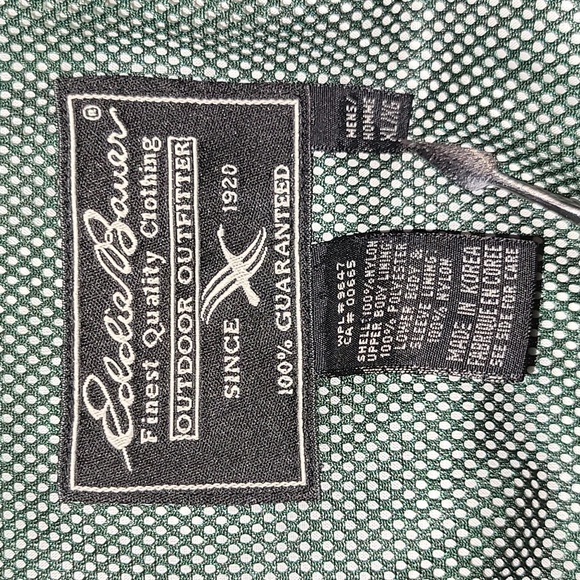 Eddie Bauer ®
Finest Quality Clothing
OUTDOOR OUTFITTER
SINCE 1920
100% GUARANTEED
MENS/
HOMME
WPL #9647
CA #00665
SHELL:100% NYLON
UPPER BODY LINING
100% POLYESTER
LOWER BODY &
SLEEVE LINING
100% NYLON
MADE IN KOREA
FABRIQUE EN COREE
SEE SIDE FOR CARE